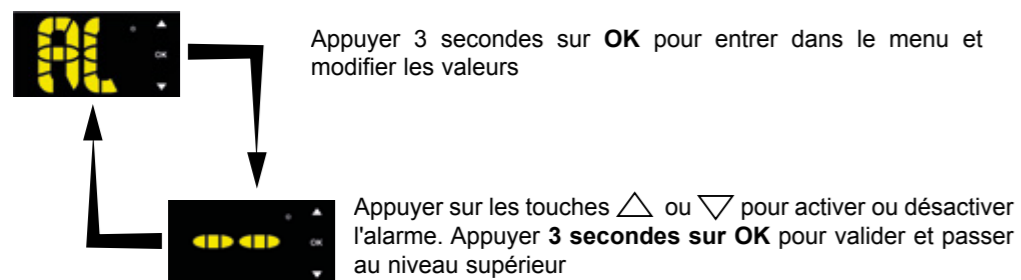 AL
OK
Appuyer 3 secondes sur OK pour entrer dans le menu et
modifier les valeurs
--
OK
Appuyer sur les touches △ ou ▽ pour activer ou désactiver
l'alarme. Appuyer 3 secondes sur OK pour valider et passer
au niveau supérieur